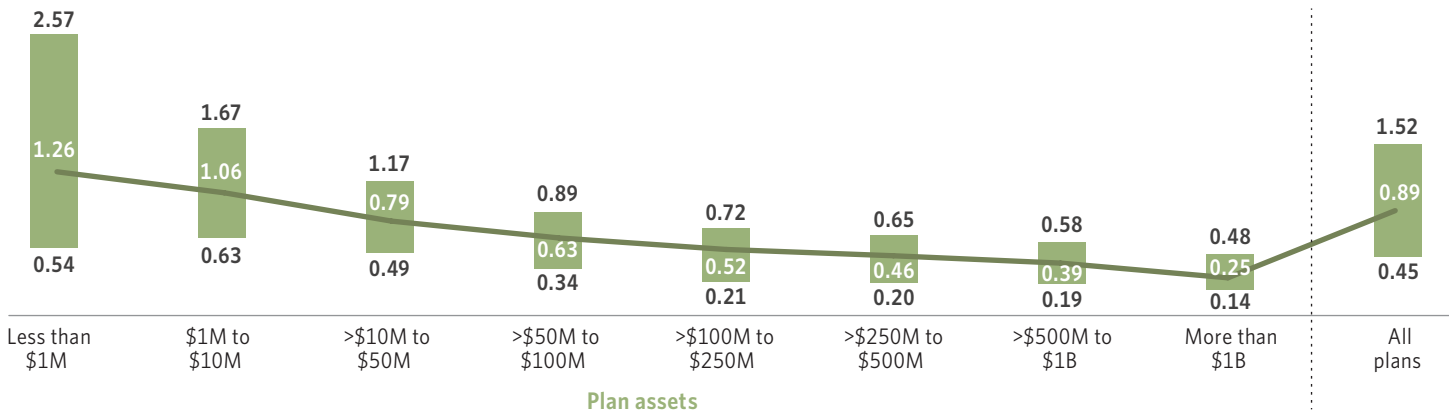 2.57
1.67
1.52
1.26
1.06
1.17
0.89
0.79
0.89
0.72
0.65
0.58
0.48
0.63
0.52
0.46
0.39
0.25
0.54
0.63
0.49
0.34
0.21
0.20
0.19
0.14
0.45
Less than
$1M
$1M to
$10M
>$10M to
$50M
>$50M to
$100M
>$100M to
$250M
>$250M to
$500M
>$500M to
$1B
More than
$1B
All
plans
Plan assets